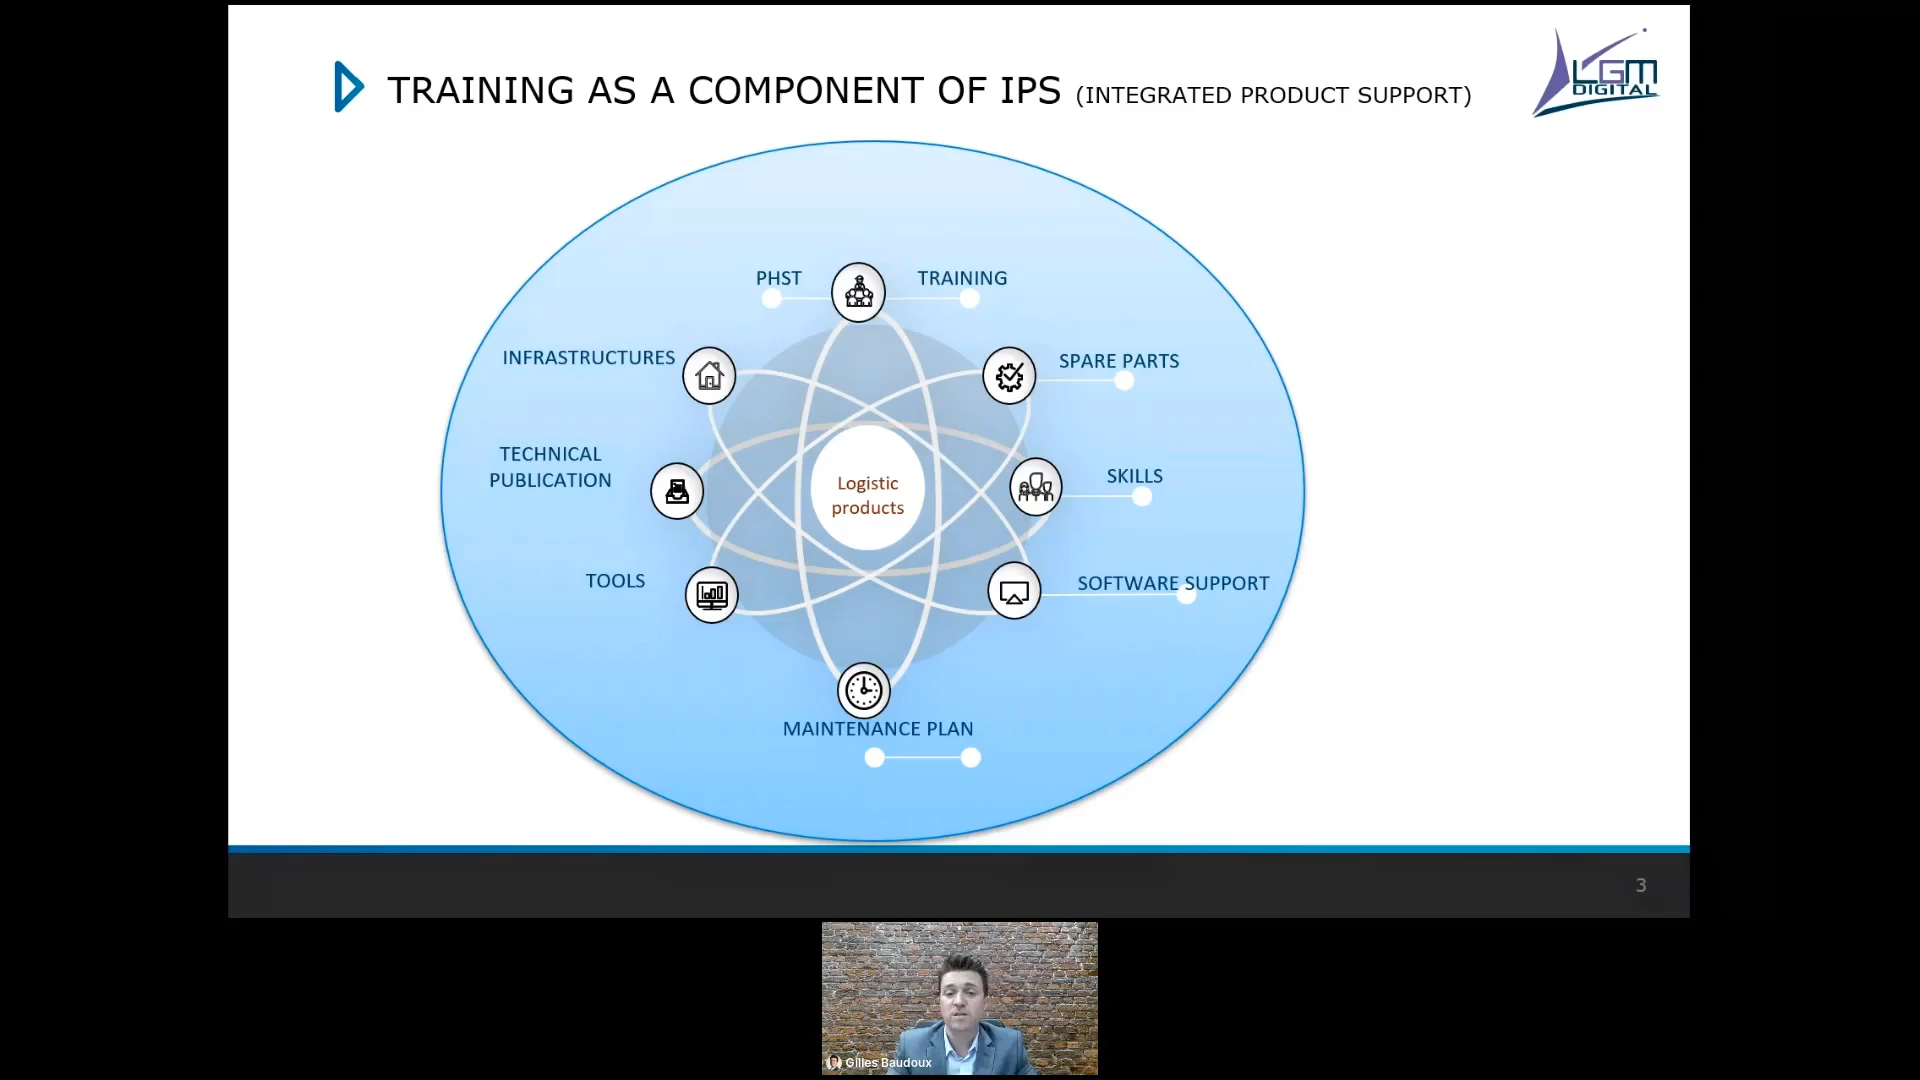 TRAINING AS A COMPONENT OF IPS (INTEGRATED PRODUCT SUPPORT)
LGM
DIGITAL
PHST
TRAINING
INFRASTRUCTURES
SPARE PARTS
TECHNICAL
PUBLICATION
SKILLS
Logistic
products
TOOLS
SOFTWARE SUPPORT
MAINTENANCE PLAN
3
Gilles Baudoux